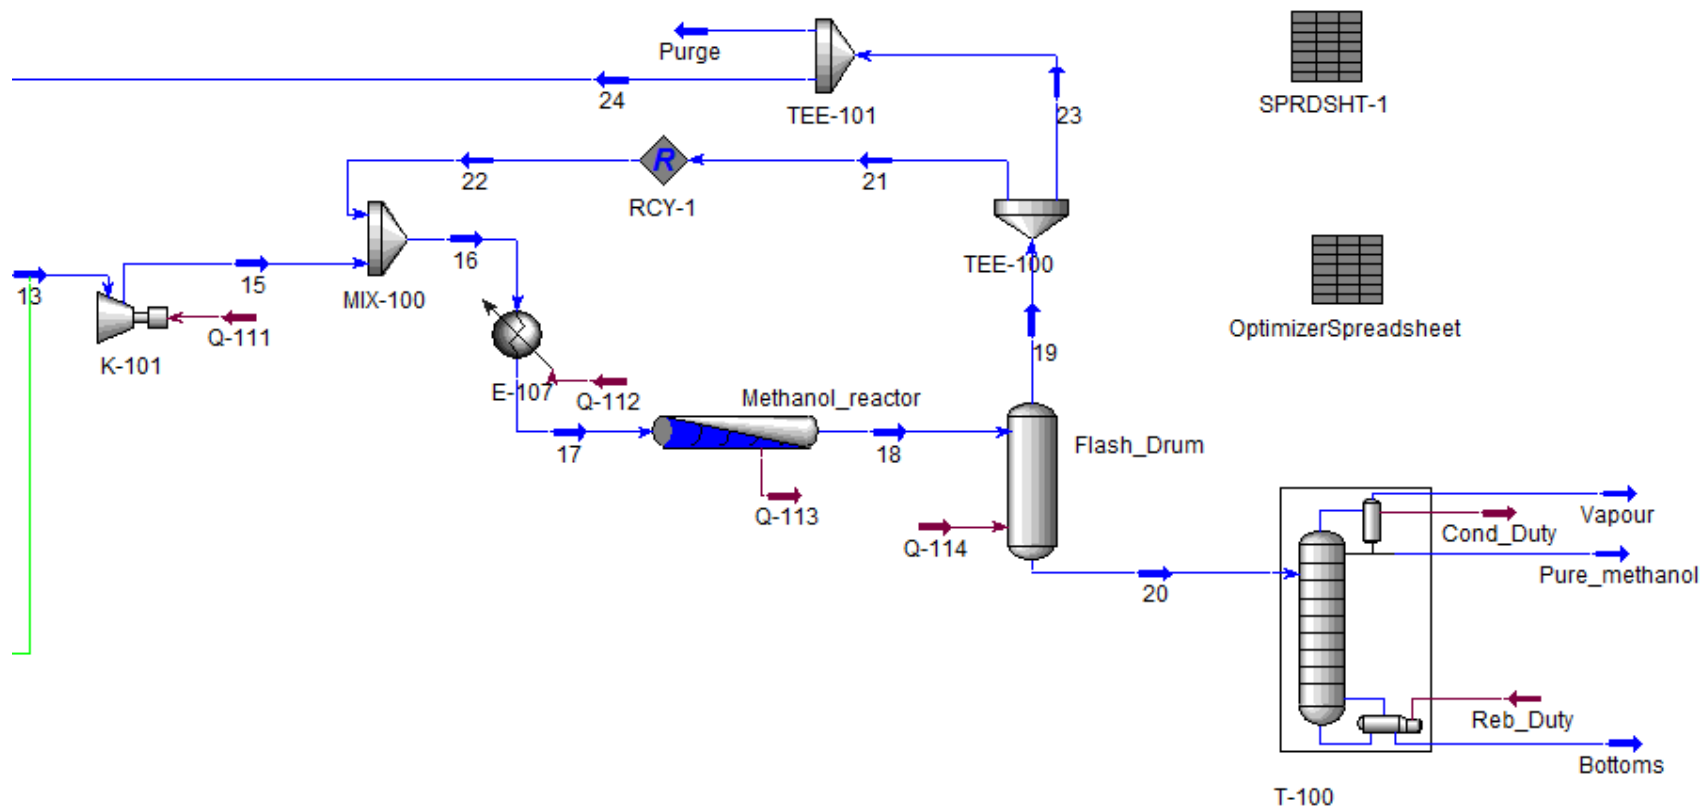 Purge
24
TEE-101
23
SPRDSHT-1
22
R
21
RCY-1
TEE-100
16
13
15
MIX-100
Q-111
K-101
OptimizerSpreadsheet
19
E-107
Q-112
Methanol_reactor
17
18
Flash_Drum
Q-113
Q-114
Vapour
Cond_Duty
Pure_methanol
20
Reb_Duty
Bottoms
T-100